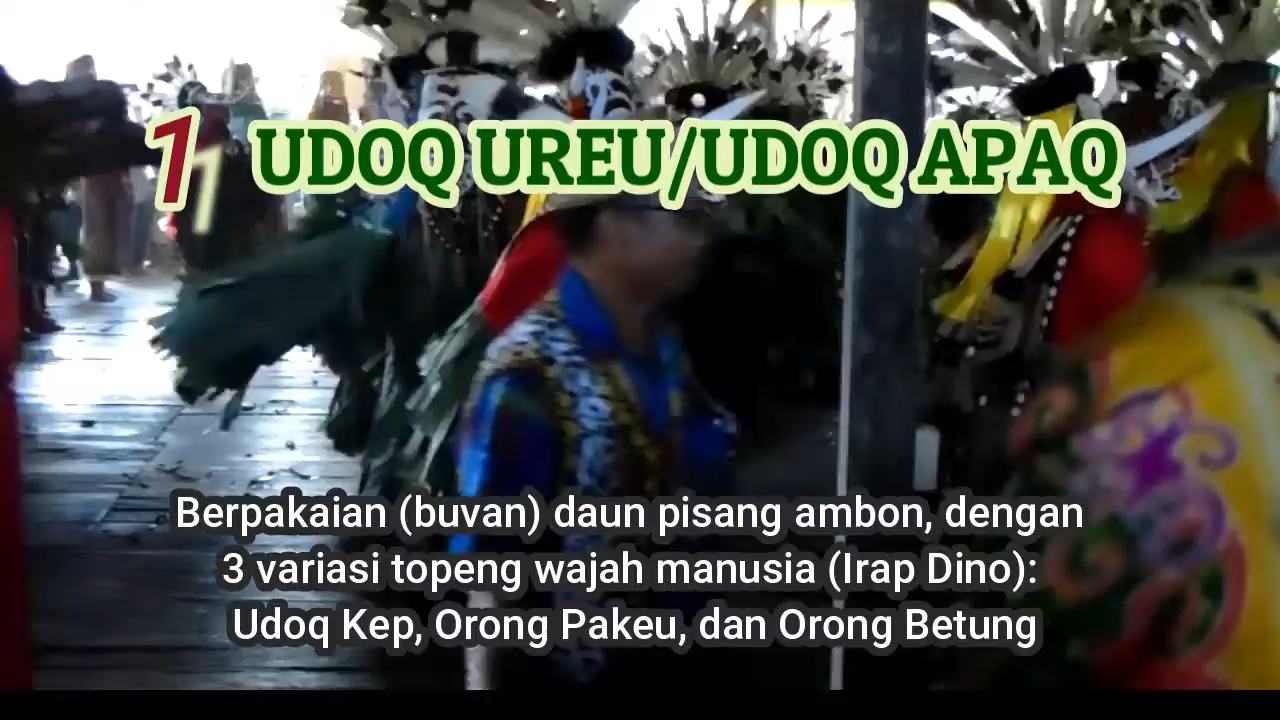 1 UDOQ UREU/UDOQ APAQ
Berpakaian (buvan) daun pisang ambon, dengan
3 variasi topeng wajah manusia (Irap Dino):
Udoq Kep, Orong Pakeu, dan Orong Betung